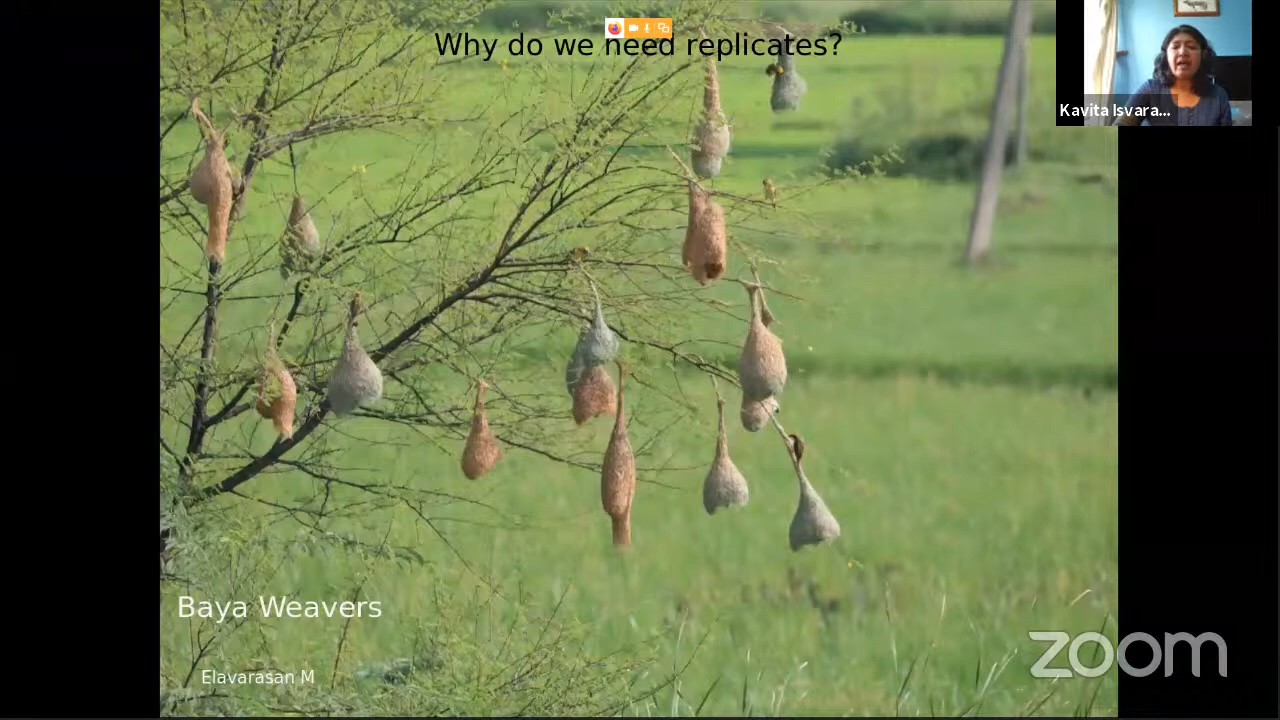 Why do we need replicates?
Kavita Isvara...
Baya Weavers
Elavarasan M
zoom